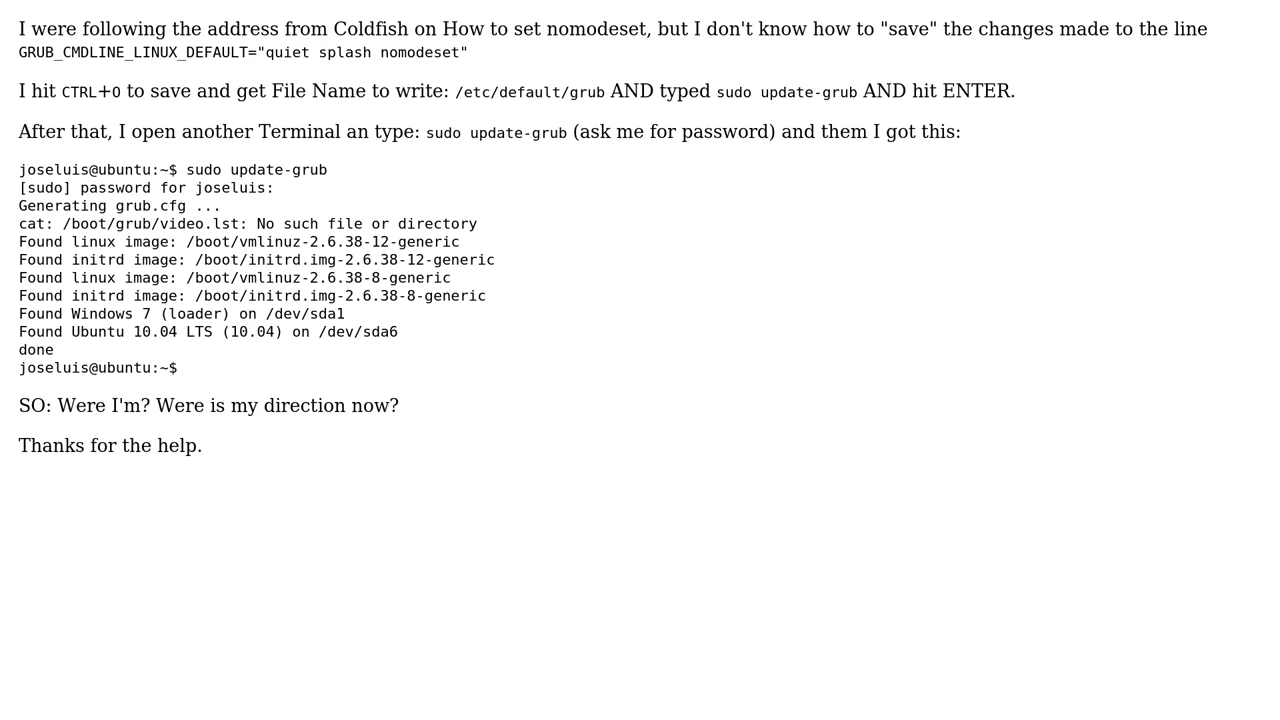 I were following the address from Coldfish on How to set nomodeset, but I don't know how to "save" the changes made to the line
GRUB_CMDLINE_LINUX_DEFAULT="quiet splash nomodeset"
I hit CTRL+O to save and get File Name to write: /etc/default/grub AND typed sudo update-grub AND hit ENTER.
After that, I open another Terminal an type: sudo update-grub (ask me for password) and them I got this:
joseluis@ubuntu:~$ sudo update-grub
[sudo] password for joseluis:
Generating grub.cfg ...
cat: /boot/grub/video.lst: No such file or directory
Found linux image: /boot/vmlinuz-2.6.38-12-generic
Found initrd image: /boot/initrd.img-2.6.38-12-generic
Found linux image: /boot/vmlinuz-2.6.38-8-generic
Found initrd image: /boot/initrd.img-2.6.38-8-generic
Found Windows 7 (loader) on /dev/sda1
Found Ubuntu 10.04 LTS (10.04) on /dev/sda6
done
joseluis@ubuntu:~$
SO: Were I'm? Were is my direction now?
Thanks for the help.